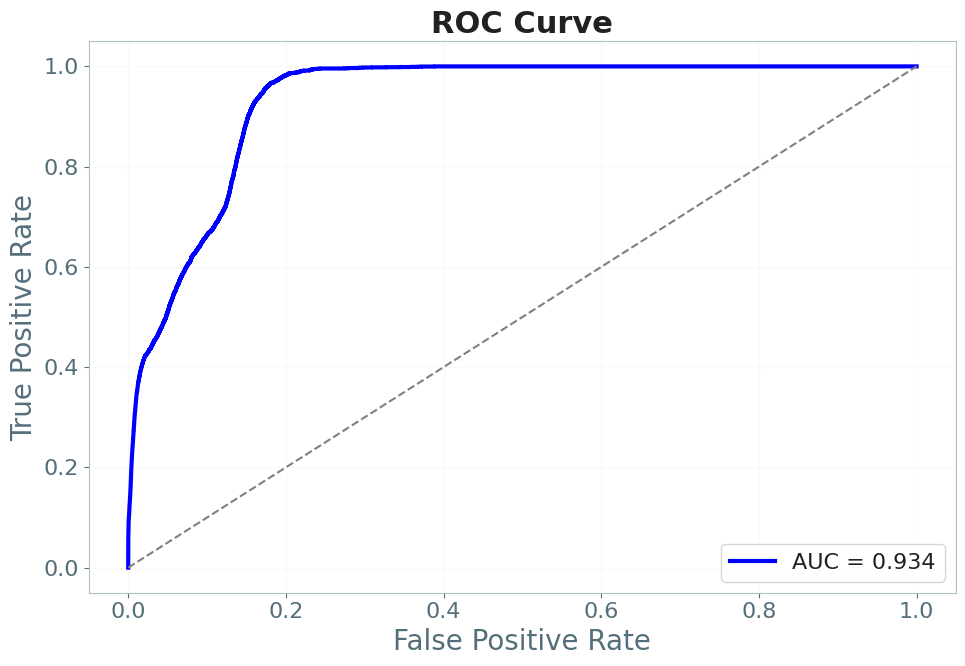 ROC Curve
True Positive Rate
1.0
0.8
0.6
0.4
0.2
0.0
0.0 0.2 0.4 0.6 0.8 1.0
False Positive Rate
AUC = 0.934